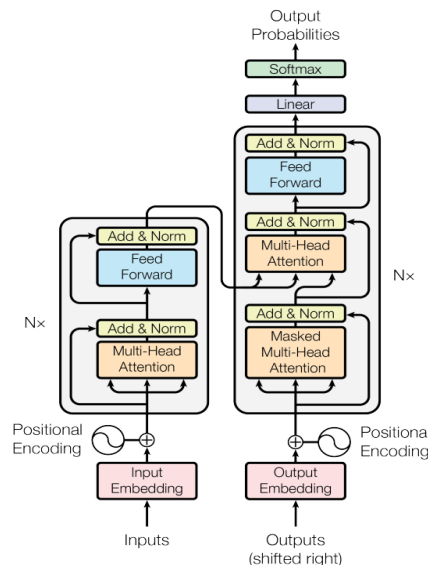 Output
Probabilities
Softmax
Linear
Add & Norm
Feed
Forward
Add & Norm
Multi-Head
Attention
Add & Norm
Masked
Multi-Head
Attention
Nx
Add & Norm
Feed
Forward
Add & Norm
Multi-Head
Attention
Nx
Positional
Encoding
Positiona
Encoding
Input
Embedding
Output
Embedding
Inputs
Outputs
(shifted right)